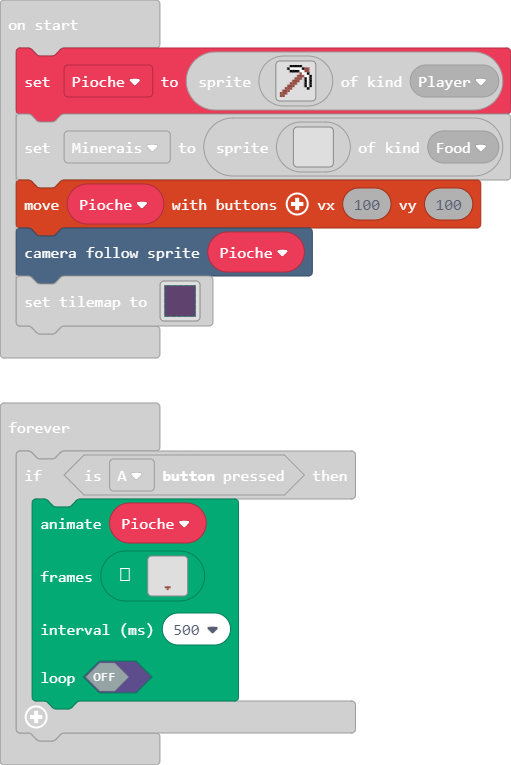 on start
set Pioche to sprite of kind Player
set Minerais to sprite of kind Food
move Pioche with buttons vx 100 vy 100
camera follow sprite Pioche
set tilemap to
forever
if is A button pressed then
animate Pioche
frames
interval (ms) 500
loop OFF